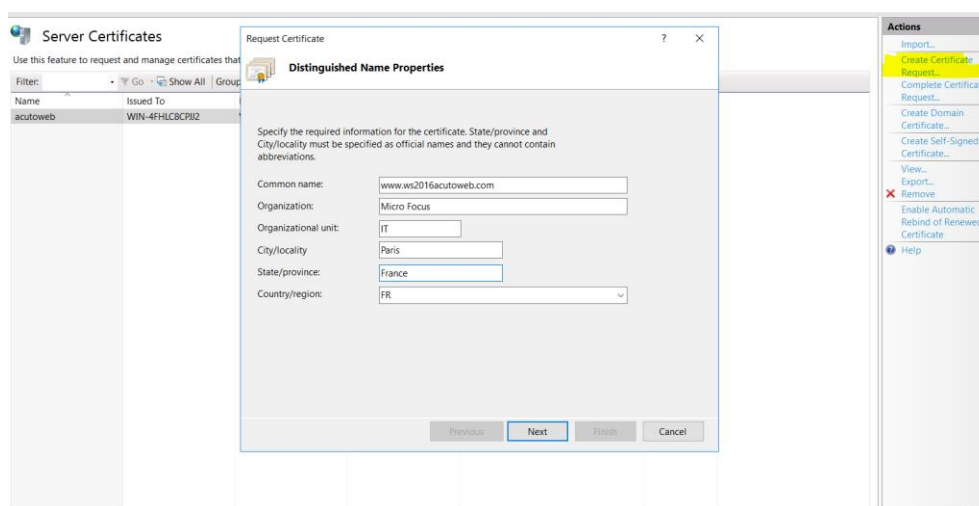 Server Certificates
Use this feature to request and manage certificates that
Filter: Go Show All Group
Name Issued To
acutoweb WIN-4FHLC8CPJJ2
Request Certificate ?
Distinguished Name Properties
Specify the required information for the certificate. State/province and
City/locality must be specified as official names and they cannot contain
abbreviations.
Common name: www.ws2016acutoweb.com
Organization: Micro Focus
Organizational unit: IT
City/locality Paris
State/province: France
Country/region: FR
Previous Next Finish Cancel
Actions
Import...
Create Certificate
Request...
Complete Certifica
Request...
Create Domain
Certificate...
Create Self-Signed
Certificate...
View...
Export...
Remove
Enable Automatic
Rebind of Renewed
Certificate
Help